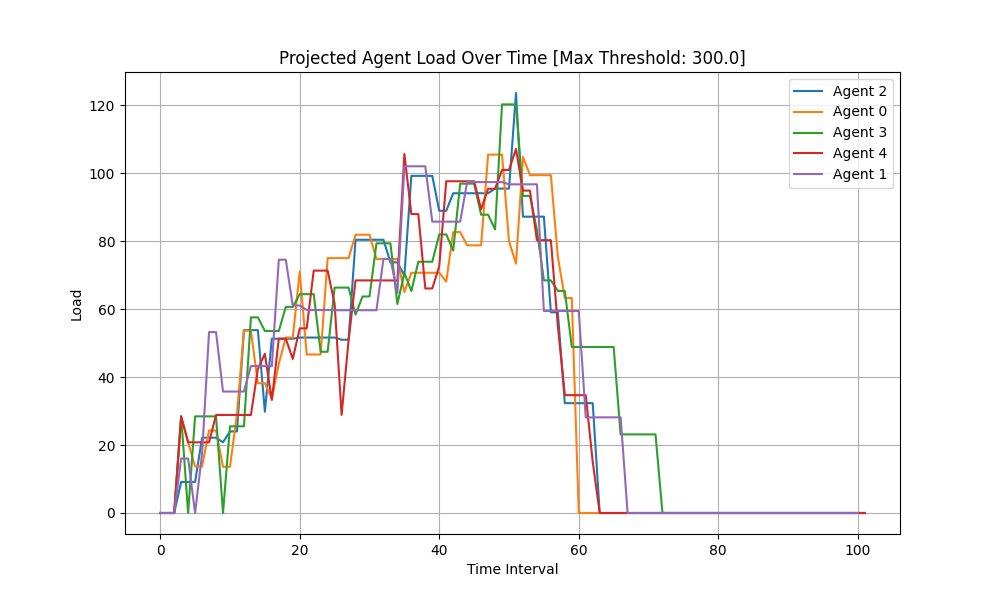 Projected Agent Load Over Time [Max Threshold: 300.0]
Load
120
100
80
60
40
20
0
Agent 2
Agent 0
Agent 3
Agent 4
Agent 1
0 20 40 60 80 100
Time Interval